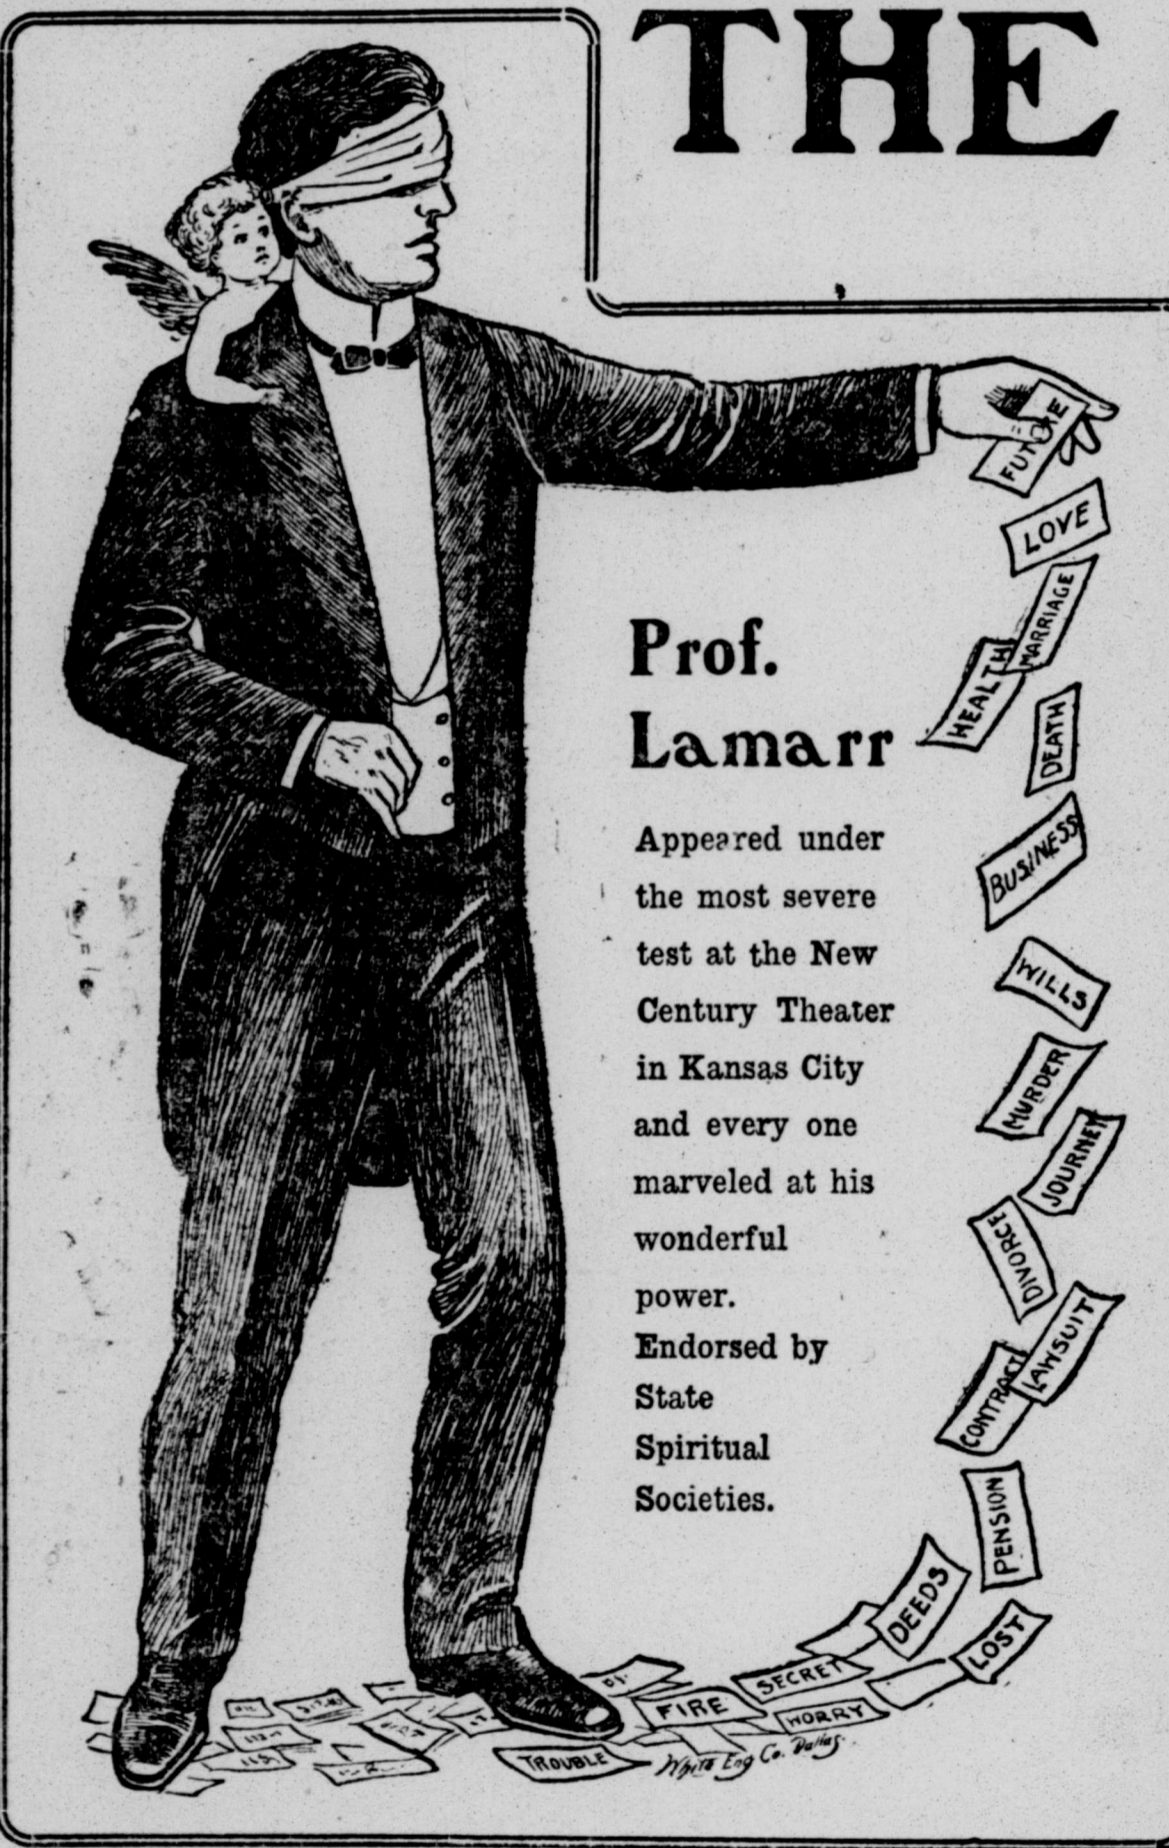 THE
Prof.
Lamarr
Appeared under
the most severe
test at the New
Century Theater
in Kansas City
and every one
marveled at his
wonderful
power.
Endorsed by
State
Spiritual
Societies.
FUTURE
LOVE
MARRIAGE
HEALTH
DEATH
BUSINESS
WILLS
MURDER
JOURNEY
DIVORCE
LAWSUIT
CONTRACT
PENSION
DEEDS
LOST
SECRET
FIRE
WORRY
TROUBLE
White Eng Co. Dallas.